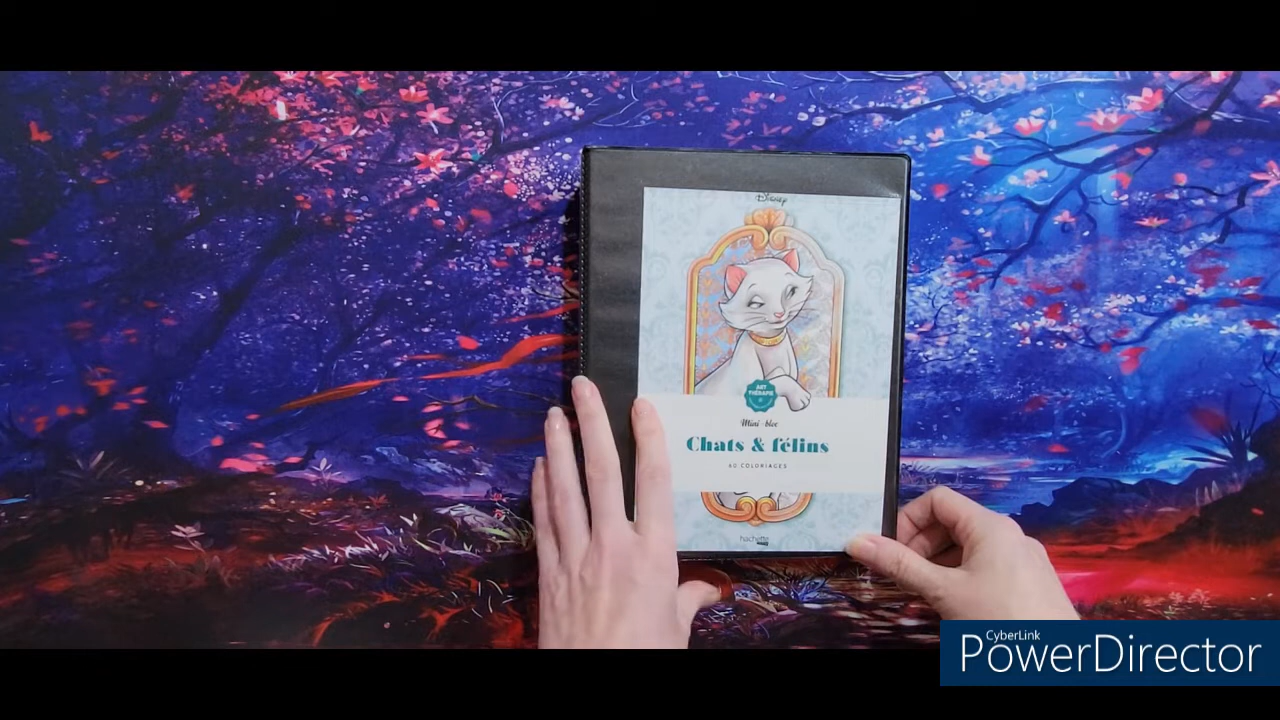 Disney
ART
THÉRAPIE
Mini-bloc
Chats & félins
60 COLORIAGES
hachette
CyberLink
PowerDirector